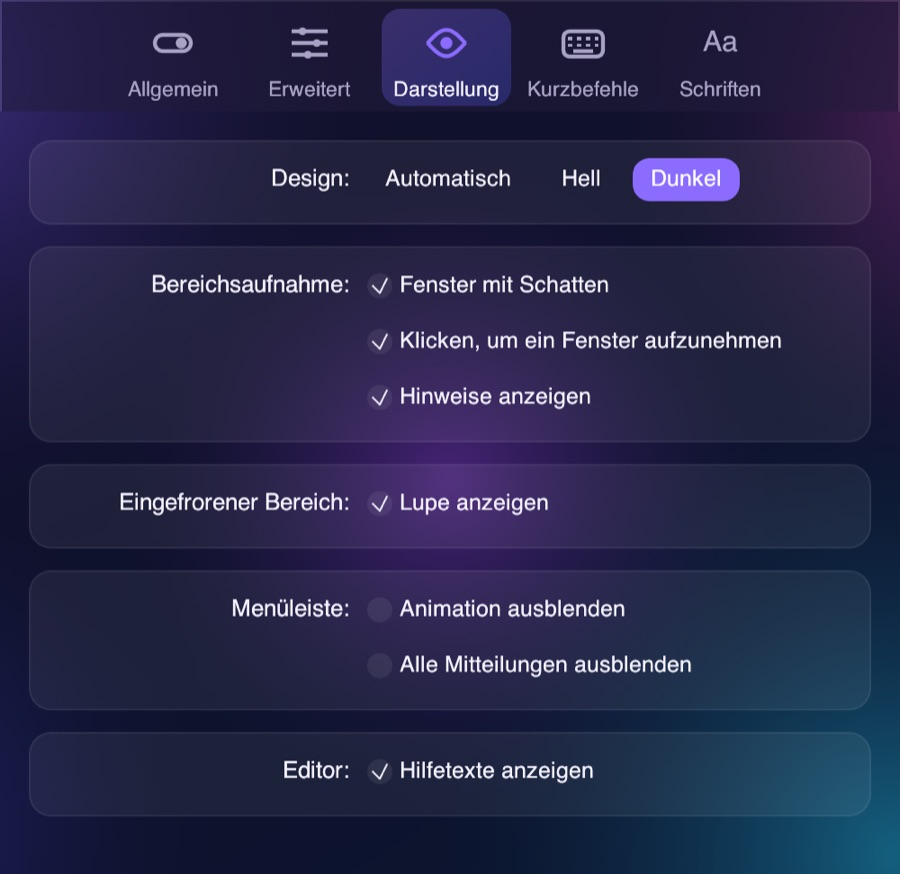 Allgemein Erweitert Darstellung Kurzbefehle Aa Schriften
Design: Automatisch Hell Dunkel
Bereichsaufnahme: Fenster mit Schatten
Klicken, um ein Fenster aufzunehmen
Hinweise anzeigen
Eingefrorener Bereich: Lupe anzeigen
Menüleiste: Animation ausblenden
Alle Mitteilungen ausblenden
Editor: Hilfetexte anzeigen